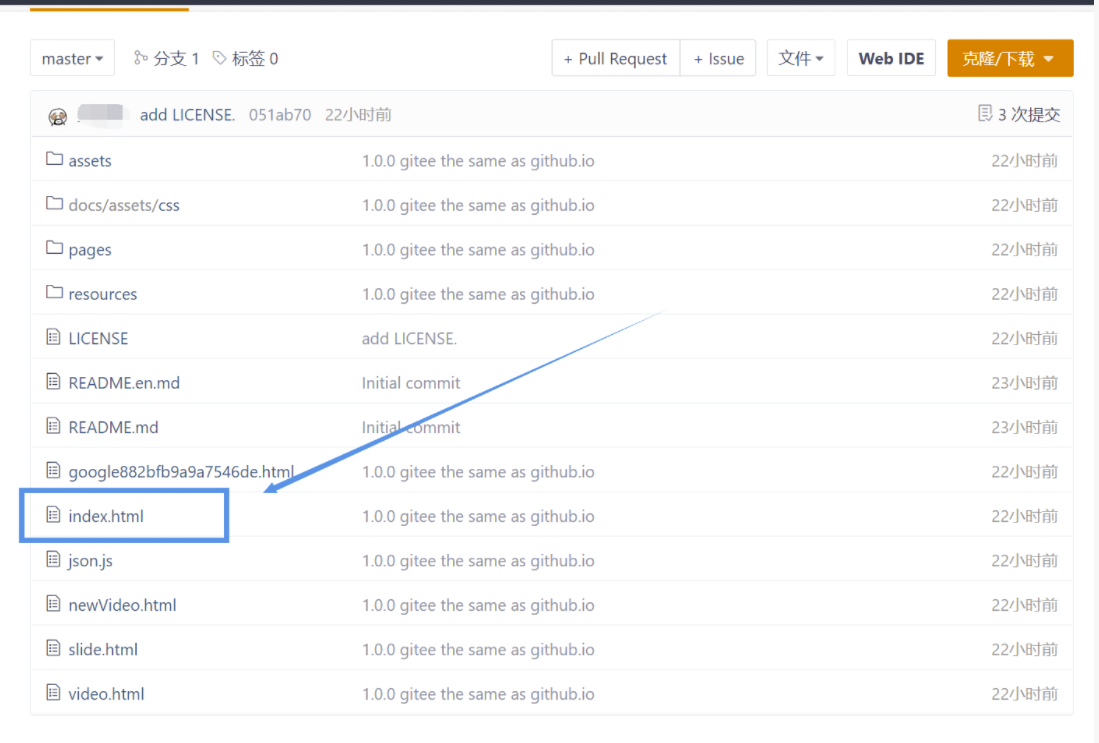 master 分支 1 标签 0 + Pull Request + Issue 文件 Web IDE 克隆/下载
add LICENSE. 051ab70 22小时前 3 次提交
assets 1.0.0 gitee the same as github.io 22小时前
docs/assets/css 1.0.0 gitee the same as github.io 22小时前
pages 1.0.0 gitee the same as github.io 22小时前
resources 1.0.0 gitee the same as github.io 22小时前
LICENSE add LICENSE. 22小时前
README.en.md Initial commit 23小时前
README.md Initial commit 23小时前
google882bfb9a9a7546de.html 1.0.0 gitee the same as github.io 22小时前
index.html 1.0.0 gitee the same as github.io 22小时前
json.js 1.0.0 gitee the same as github.io 22小时前
newVideo.html 1.0.0 gitee the same as github.io 22小时前
slide.html 1.0.0 gitee the same as github.io 22小时前
video.html 1.0.0 gitee the same as github.io 22小时前